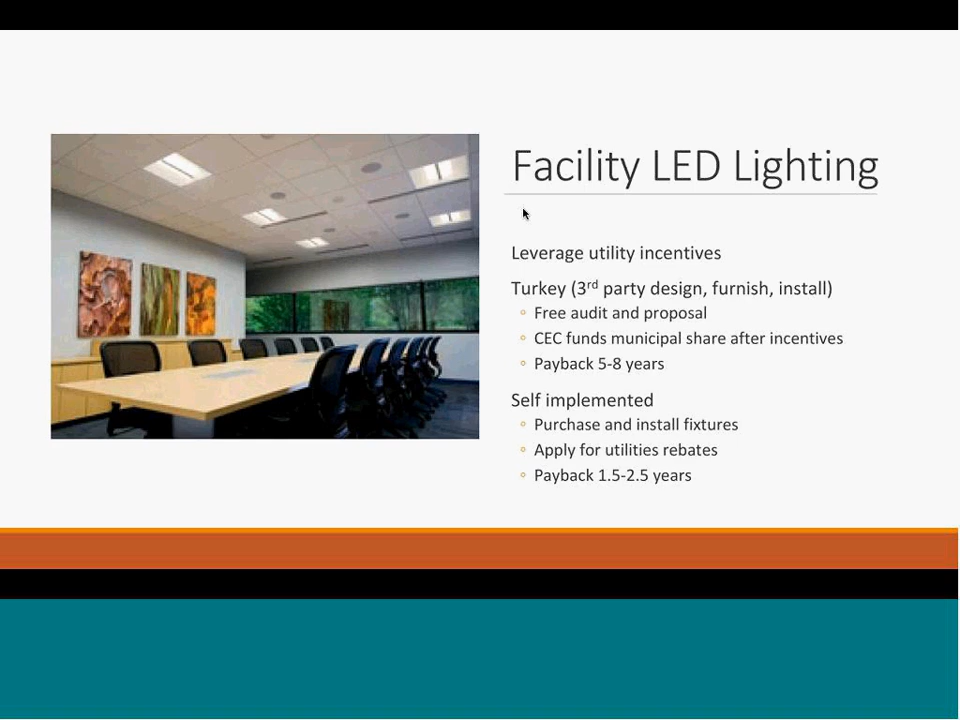 Facility LED Lighting
Leverage utility incentives
Turkey (3rd party design, furnish, install)
◦ Free audit and proposal
◦ CEC funds municipal share after incentives
◦ Payback 5-8 years
Self implemented
◦ Purchase and install fixtures
◦ Apply for utilities rebates
◦ Payback 1.5-2.5 years